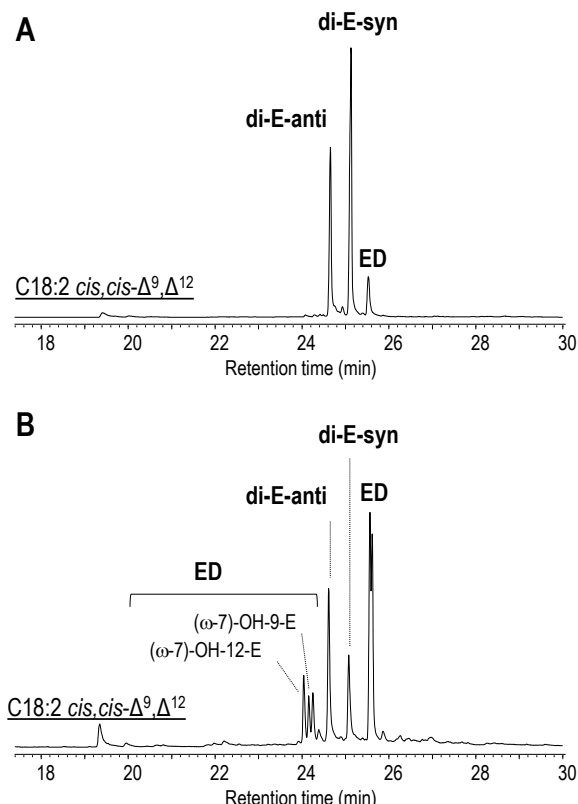 A
di-E-syn
di-E-anti
ED
C18:2 cis,cis-Δ⁹,Δ¹²
18 20 22 24 26 28 30
Retention time (min)
B
di-E-syn
di-E-anti
ED
ED
(ω-7)-OH-9-E
(ω-7)-OH-12-E
C18:2 cis,cis-Δ⁹,Δ¹²
18 20 22 24 26 28 30
Retention time (min)